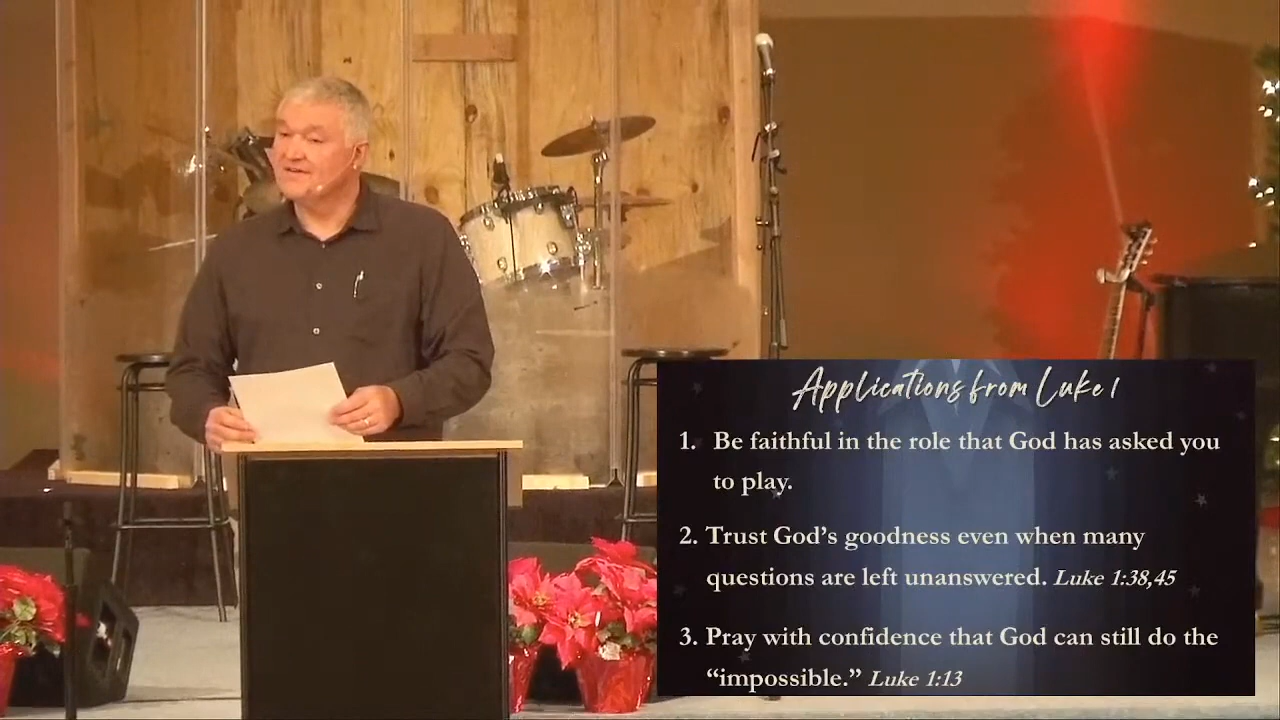 Applications from Luke 1
1. Be faithful in the role that God has asked you
to play.
2. Trust God’s goodness even when many
questions are left unanswered. Luke 1:38,45
3. Pray with confidence that God can still do the
“impossible.” Luke 1:13